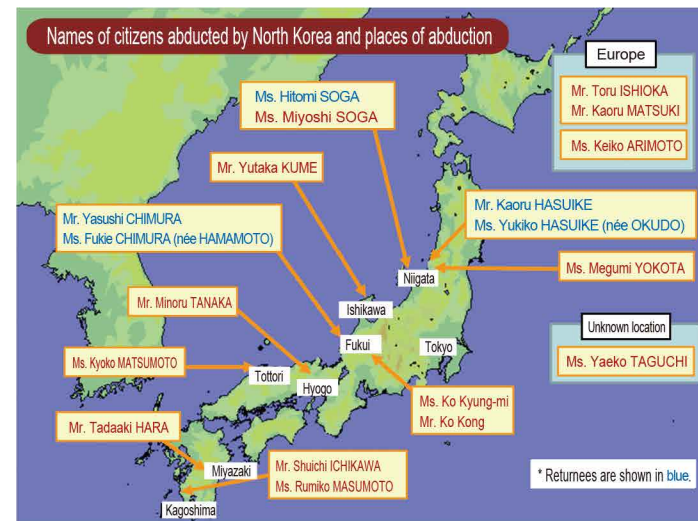 Names of citizens abducted by North Korea and places of abduction
Europe
Mr. Toru ISHIOKA
Mr. Kaoru MATSUKI
Ms. Keiko ARIMOTO
Ms. Hitomi SOGA
Ms. Miyoshi SOGA
Mr. Yutaka KUME
Mr. Yasushi CHIMURA
Ms. Fukie CHIMURA (née HAMAMOTO)
Mr. Kaoru HASUIKE
Ms. Yukiko HASUIKE (née OKUDO)
Niigata
Ms. Megumi YOKOTA
Mr. Minoru TANAKA
Ishikawa
Fukui
Tokyo
Unknown location
Ms. Yaeko TAGUCHI
Ms. Kyoko MATSUMOTO
Tottori
Hyogo
Ms. Ko Kyung-mi
Mr. Ko Kong
Mr. Tadaaki HARA
Miyazaki
Mr. Shuichi ICHIKAWA
Ms. Rumiko MASUMOTO
Kagoshima
* Returnees are shown in blue.